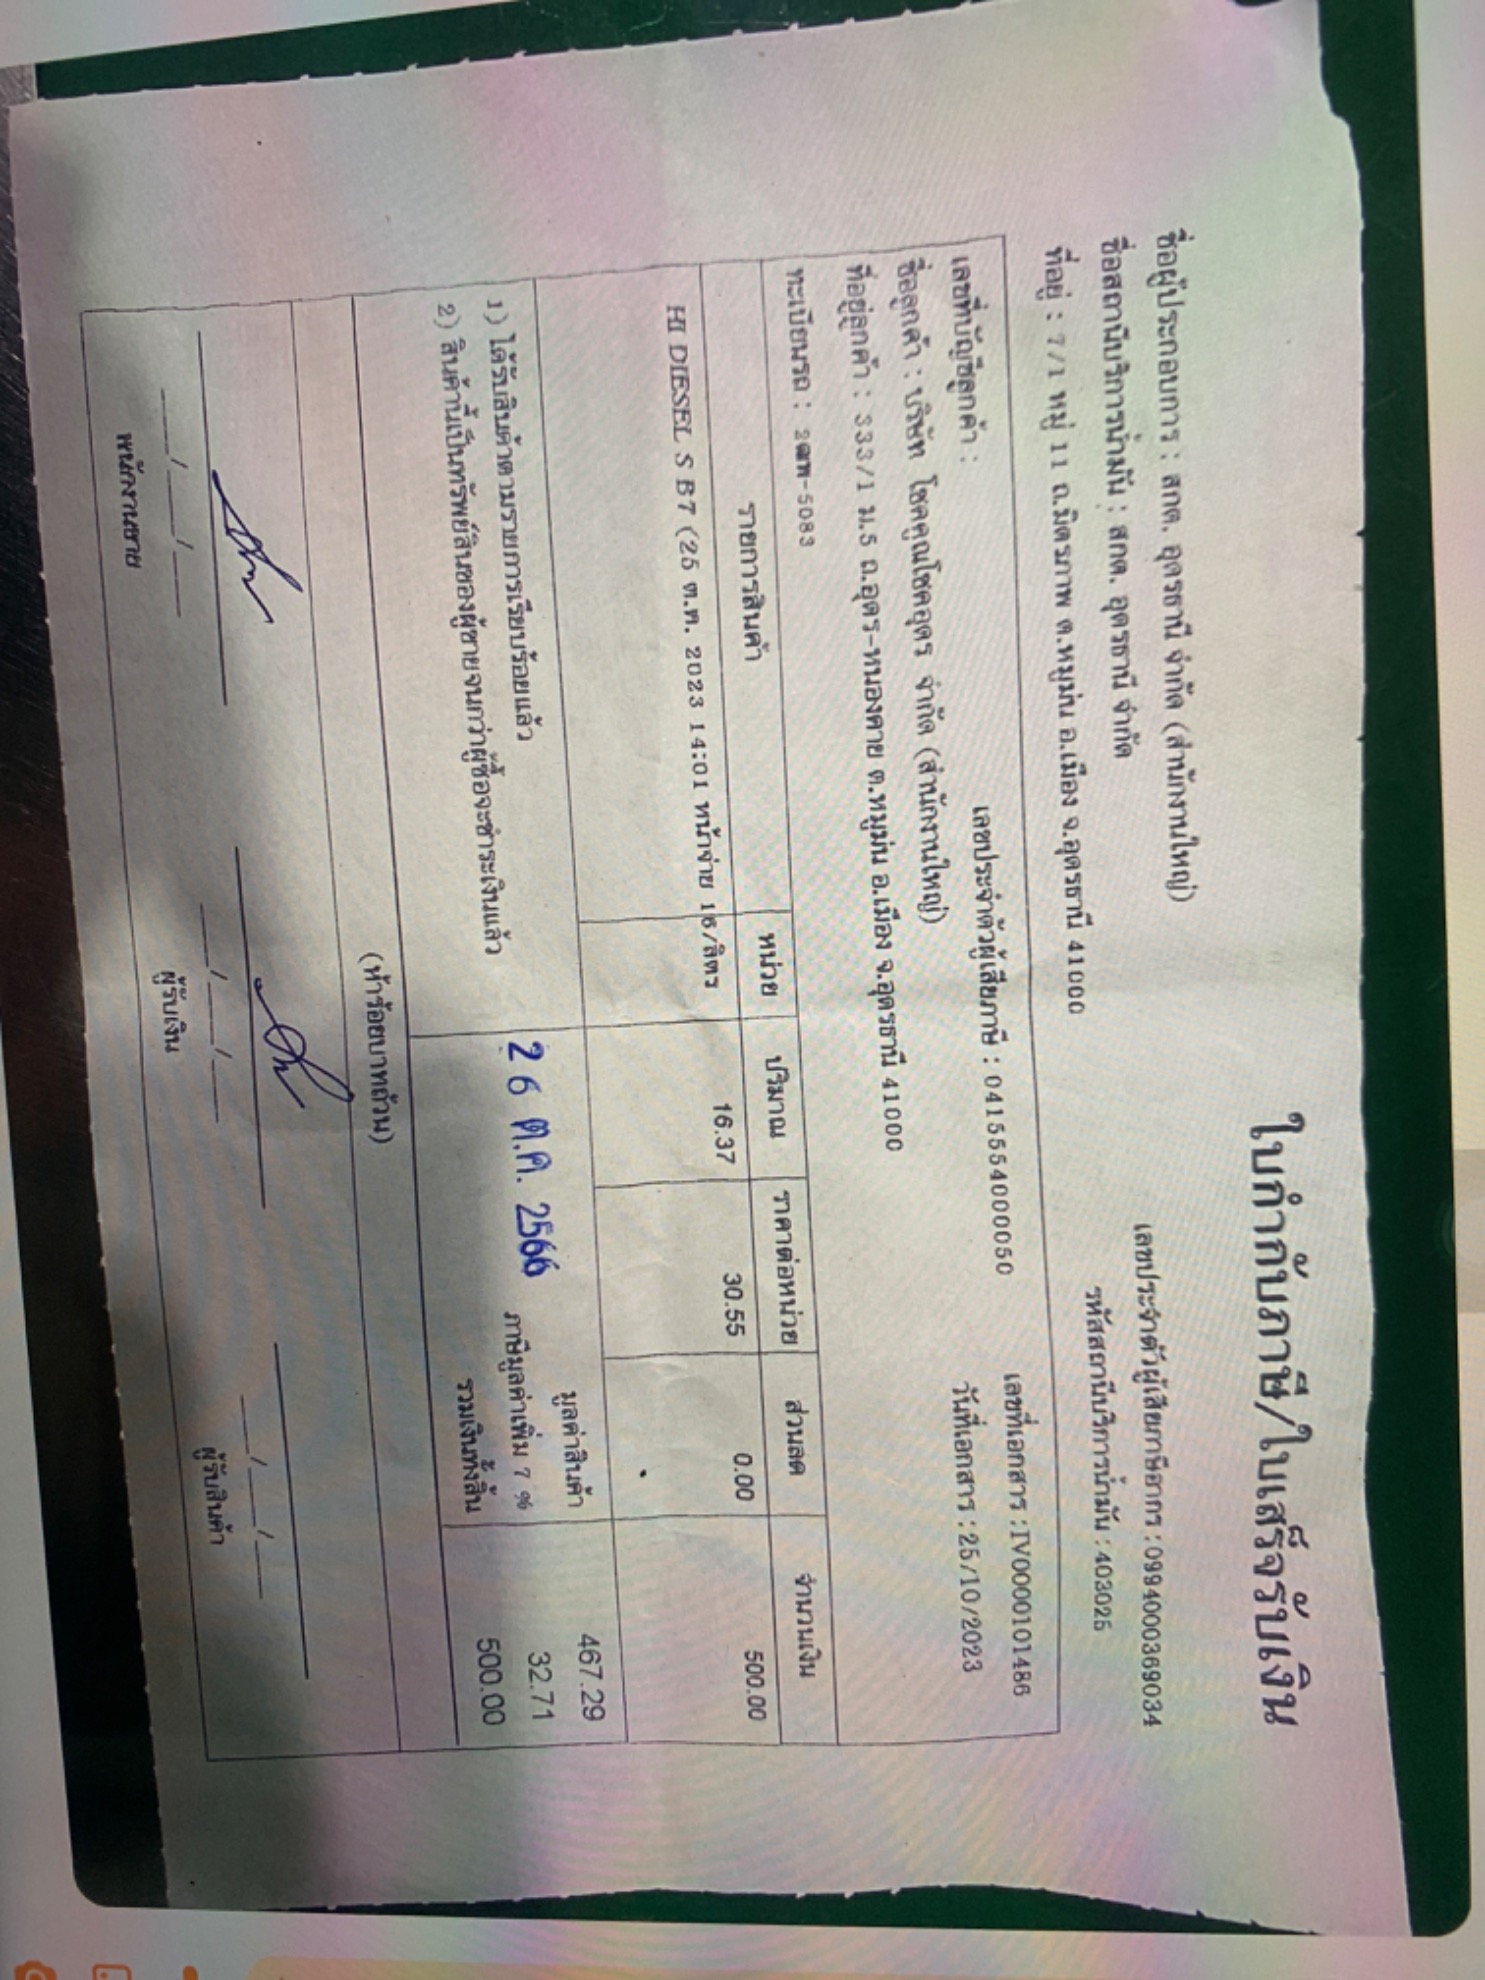 ใบกำกับภาษี/ใบเสร็จรับเงิน
ชื่อผู้ประกอบการ : สกต. อุดรธานี จำกัด (สำนักงานใหญ่) เลขประจำตัวผู้เสียภาษีอากร : 0994000369034
ชื่อสถานีบริการน้ำมัน : สกต. อุดรธานี จำกัด รหัสสถานีบริการน้ำมัน : 403025
ที่อยู่ : 7/1 หมู่ 11 ถ.มิตรภาพ ต.หมูม่น อ.เมือง จ.อุดรธานี 41000
เลขที่บัญชีลูกค้า : เลขประจำตัวผู้เสียภาษี : 0415554000050 เลขที่เอกสาร : IV0000101486
ชื่อลูกค้า : บริษัท โชคคูณโชคอุดร จำกัด (สำนักงานใหญ่) วันที่เอกสาร : 25/10/2023
ที่อยู่ลูกค้า : 333/1 ม.5 ถ.อุดร-หนองคาย ต.หมูม่น อ.เมือง จ.อุดรธานี 41000
ทะเบียนรถ :
รายการสินค้า หน่วย ปริมาณ ราคาต่อหน่วย ส่วนลด จำนวนเงิน
HI DIESEL S B7 (25 ต.ค. 2023 14:01 หน้าจ่าย 16/ลิตร 16.37 30.55 0.00 500.00
มูลค่าสินค้า 467.29
1) ได้รับสินค้าตามรายการเรียบร้อยแล้ว 26 ต.ค. 2566 ภาษีมูลค่าเพิ่ม 7 % 32.71
2) สินค้านี้เป็นทรัพย์สินของผู้ขายจนกว่าผู้ซื้อจะชำระเงินแล้ว รวมเงินทั้งสิ้น 500.00
(ห้าร้อยบาทถ้วน)
___/___/___ ___/___/___ ___/___/___
พนักงานขาย ผู้รับเงิน ผู้รับสินค้า